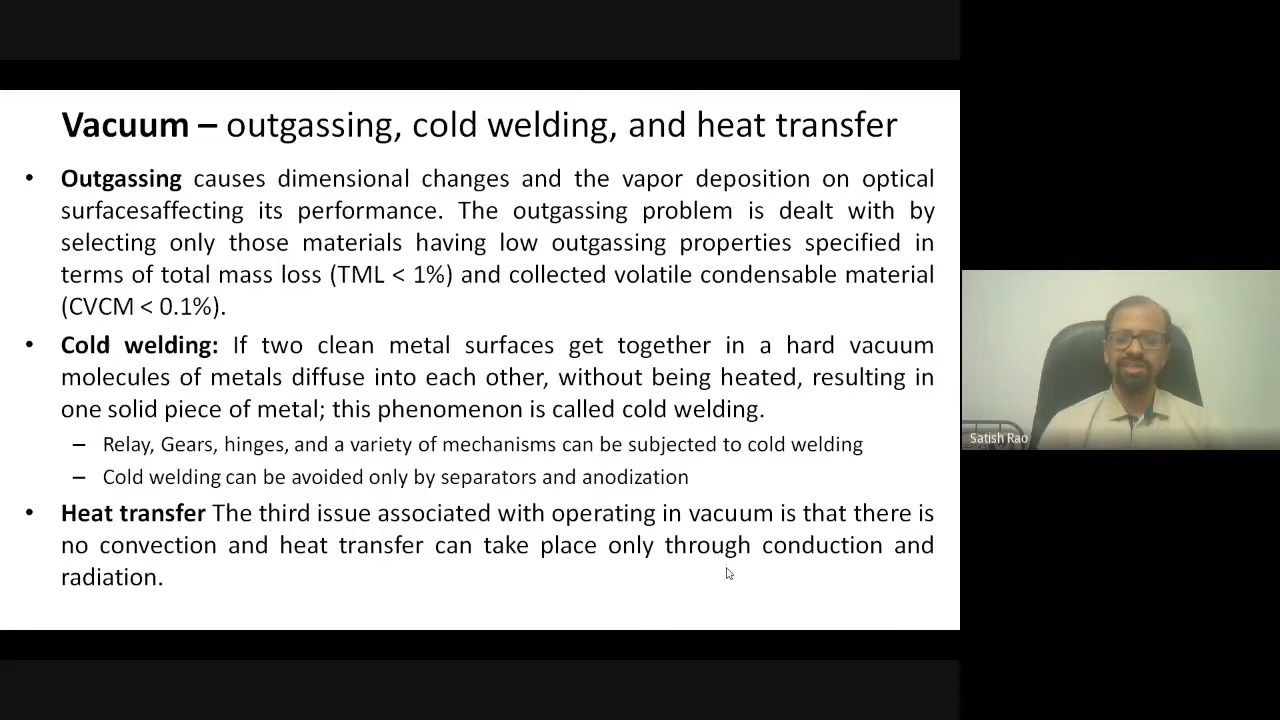 Vacuum – outgassing, cold welding, and heat transfer
• Outgassing causes dimensional changes and the vapor deposition on optical
surfacesaffecting its performance. The outgassing problem is dealt with by
selecting only those materials having low outgassing properties specified in
terms of total mass loss (TML < 1%) and collected volatile condensable material
(CVCM < 0.1%).
• Cold welding: If two clean metal surfaces get together in a hard vacuum
molecules of metals diffuse into each other, without being heated, resulting in
one solid piece of metal; this phenomenon is called cold welding.
– Relay, Gears, hinges, and a variety of mechanisms can be subjected to cold welding
– Cold welding can be avoided only by separators and anodization
• Heat transfer The third issue associated with operating in vacuum is that there is
no convection and heat transfer can take place only through conduction and
radiation.
Satish Rao